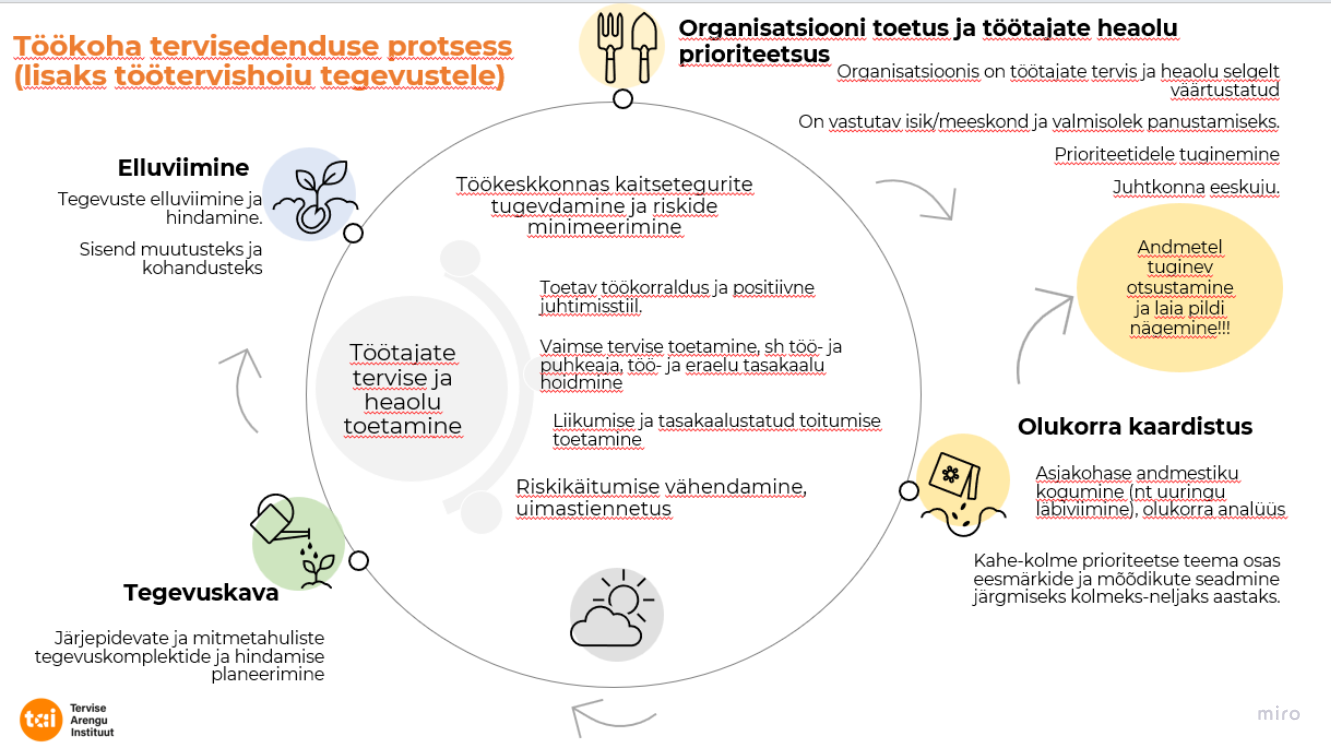 Töökoha tervisedenduse protsess
(lisaks töötervishoiu tegevustele)
Organisatsiooni toetus ja töötajate heaolu
prioriteetsus
Organisatsioonis on töötajate tervis ja heaolu selgelt
väärtustatud
On vastutav isik/meeskond ja valmisolek panustamiseks.
Prioriteetidele tuginemine
Juhtkonna eeskuju.
Andmetel
tuginev
otsustamine
ja laia pildi
nägemine!!!
Olukorra kaardistus
Asjakohase andmestiku
kogumine (nt uuringu
läbiviimine), olukorra analüüs
Kahe-kolme prioriteetse teema osas
eesmärkide ja mõõdikute seadmine
järgmiseks kolmeks-neljaks aastaks.
Tegevuskava
Järjepidevate ja mitmetahuliste
tegevuskomplektide ja hindamise
planeerimine
Elluviimine
Tegevuste elluviimine ja
hindamine.
Sisend muutusteks ja
kohandusteks
Töökeskkonnas kaitsetegurite
tugevdamine ja riskide
minimeerimine
Töötajate
tervise ja
heaolu
toetamine
Toetav töökorraldus ja positiivne
juhtimisstiil.
Vaimse tervise toetamine, sh töö- ja
puhkeaja, töö- ja eraelu tasakaalu
hoidmine
Liikumise ja tasakaalustatud toitumise
toetamine
Riskikäitumise vähendamine,
uimastiennetus
tai
Tervise
Arengu
Instituut
miro